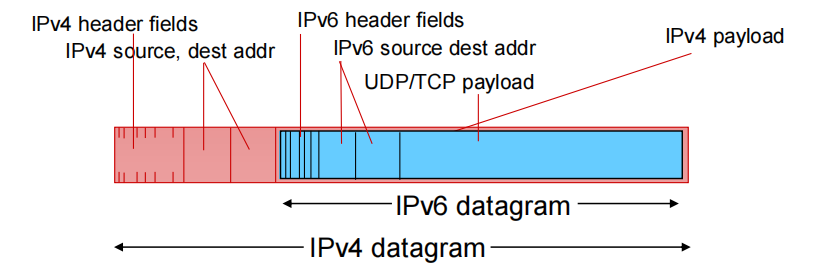 IPv4 header fields
IPv6 header fields
IPv4 source, dest addr
IPv6 source dest addr
IPv4 payload
UDP/TCP payload
IPv6 datagram
IPv4 datagram